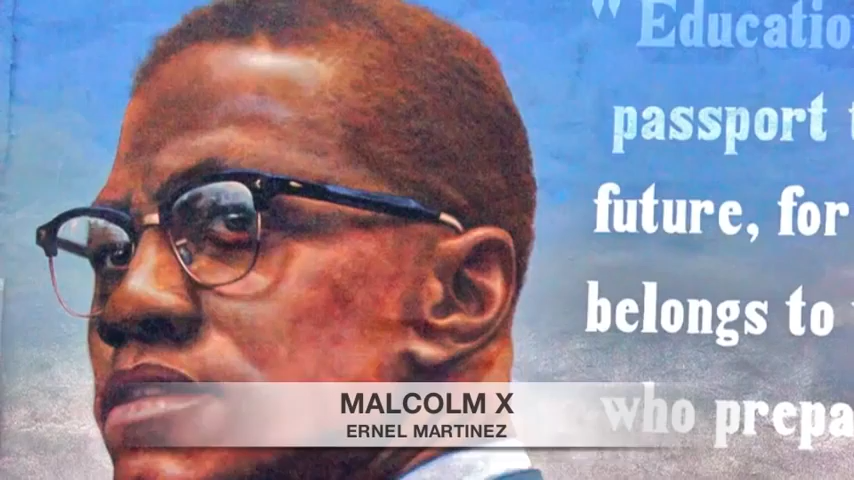 " Educatio
passport t
future, for
belongs to
who prepa
MALCOLM X
ERNEL MARTINEZ